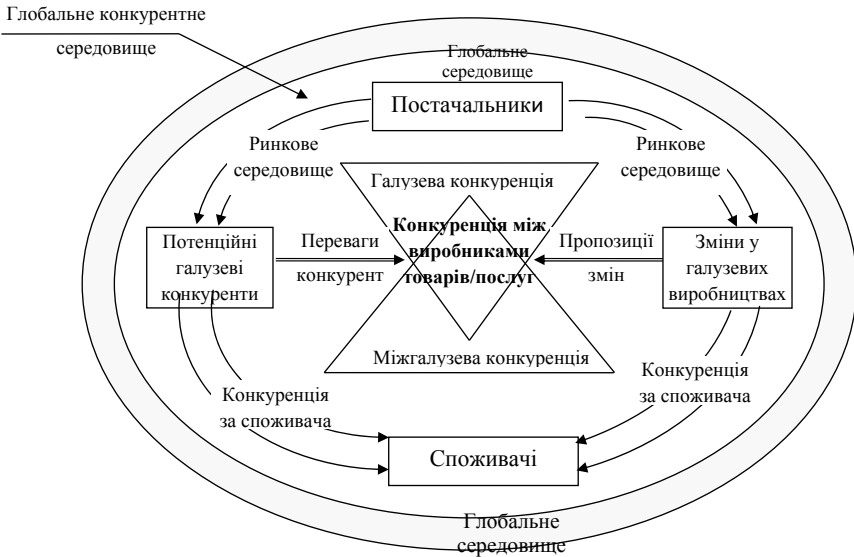 Глобальне конкурентне
середовище
Глобальне
середовище
Постачальники
Ринкове
середовище
Ринкове
середовище
Галузева конкуренція
Потенційні
галузеві
конкуренти
Переваги
конкурент
Конкуренція між
виробниками
товарів/послуг
Пропозиції
змін
Зміни у
галузевих
виробництвах
Міжгалузева конкуренція
Конкуренція
за споживача
Конкуренція
за споживача
Споживачі
Глобальне
середовище